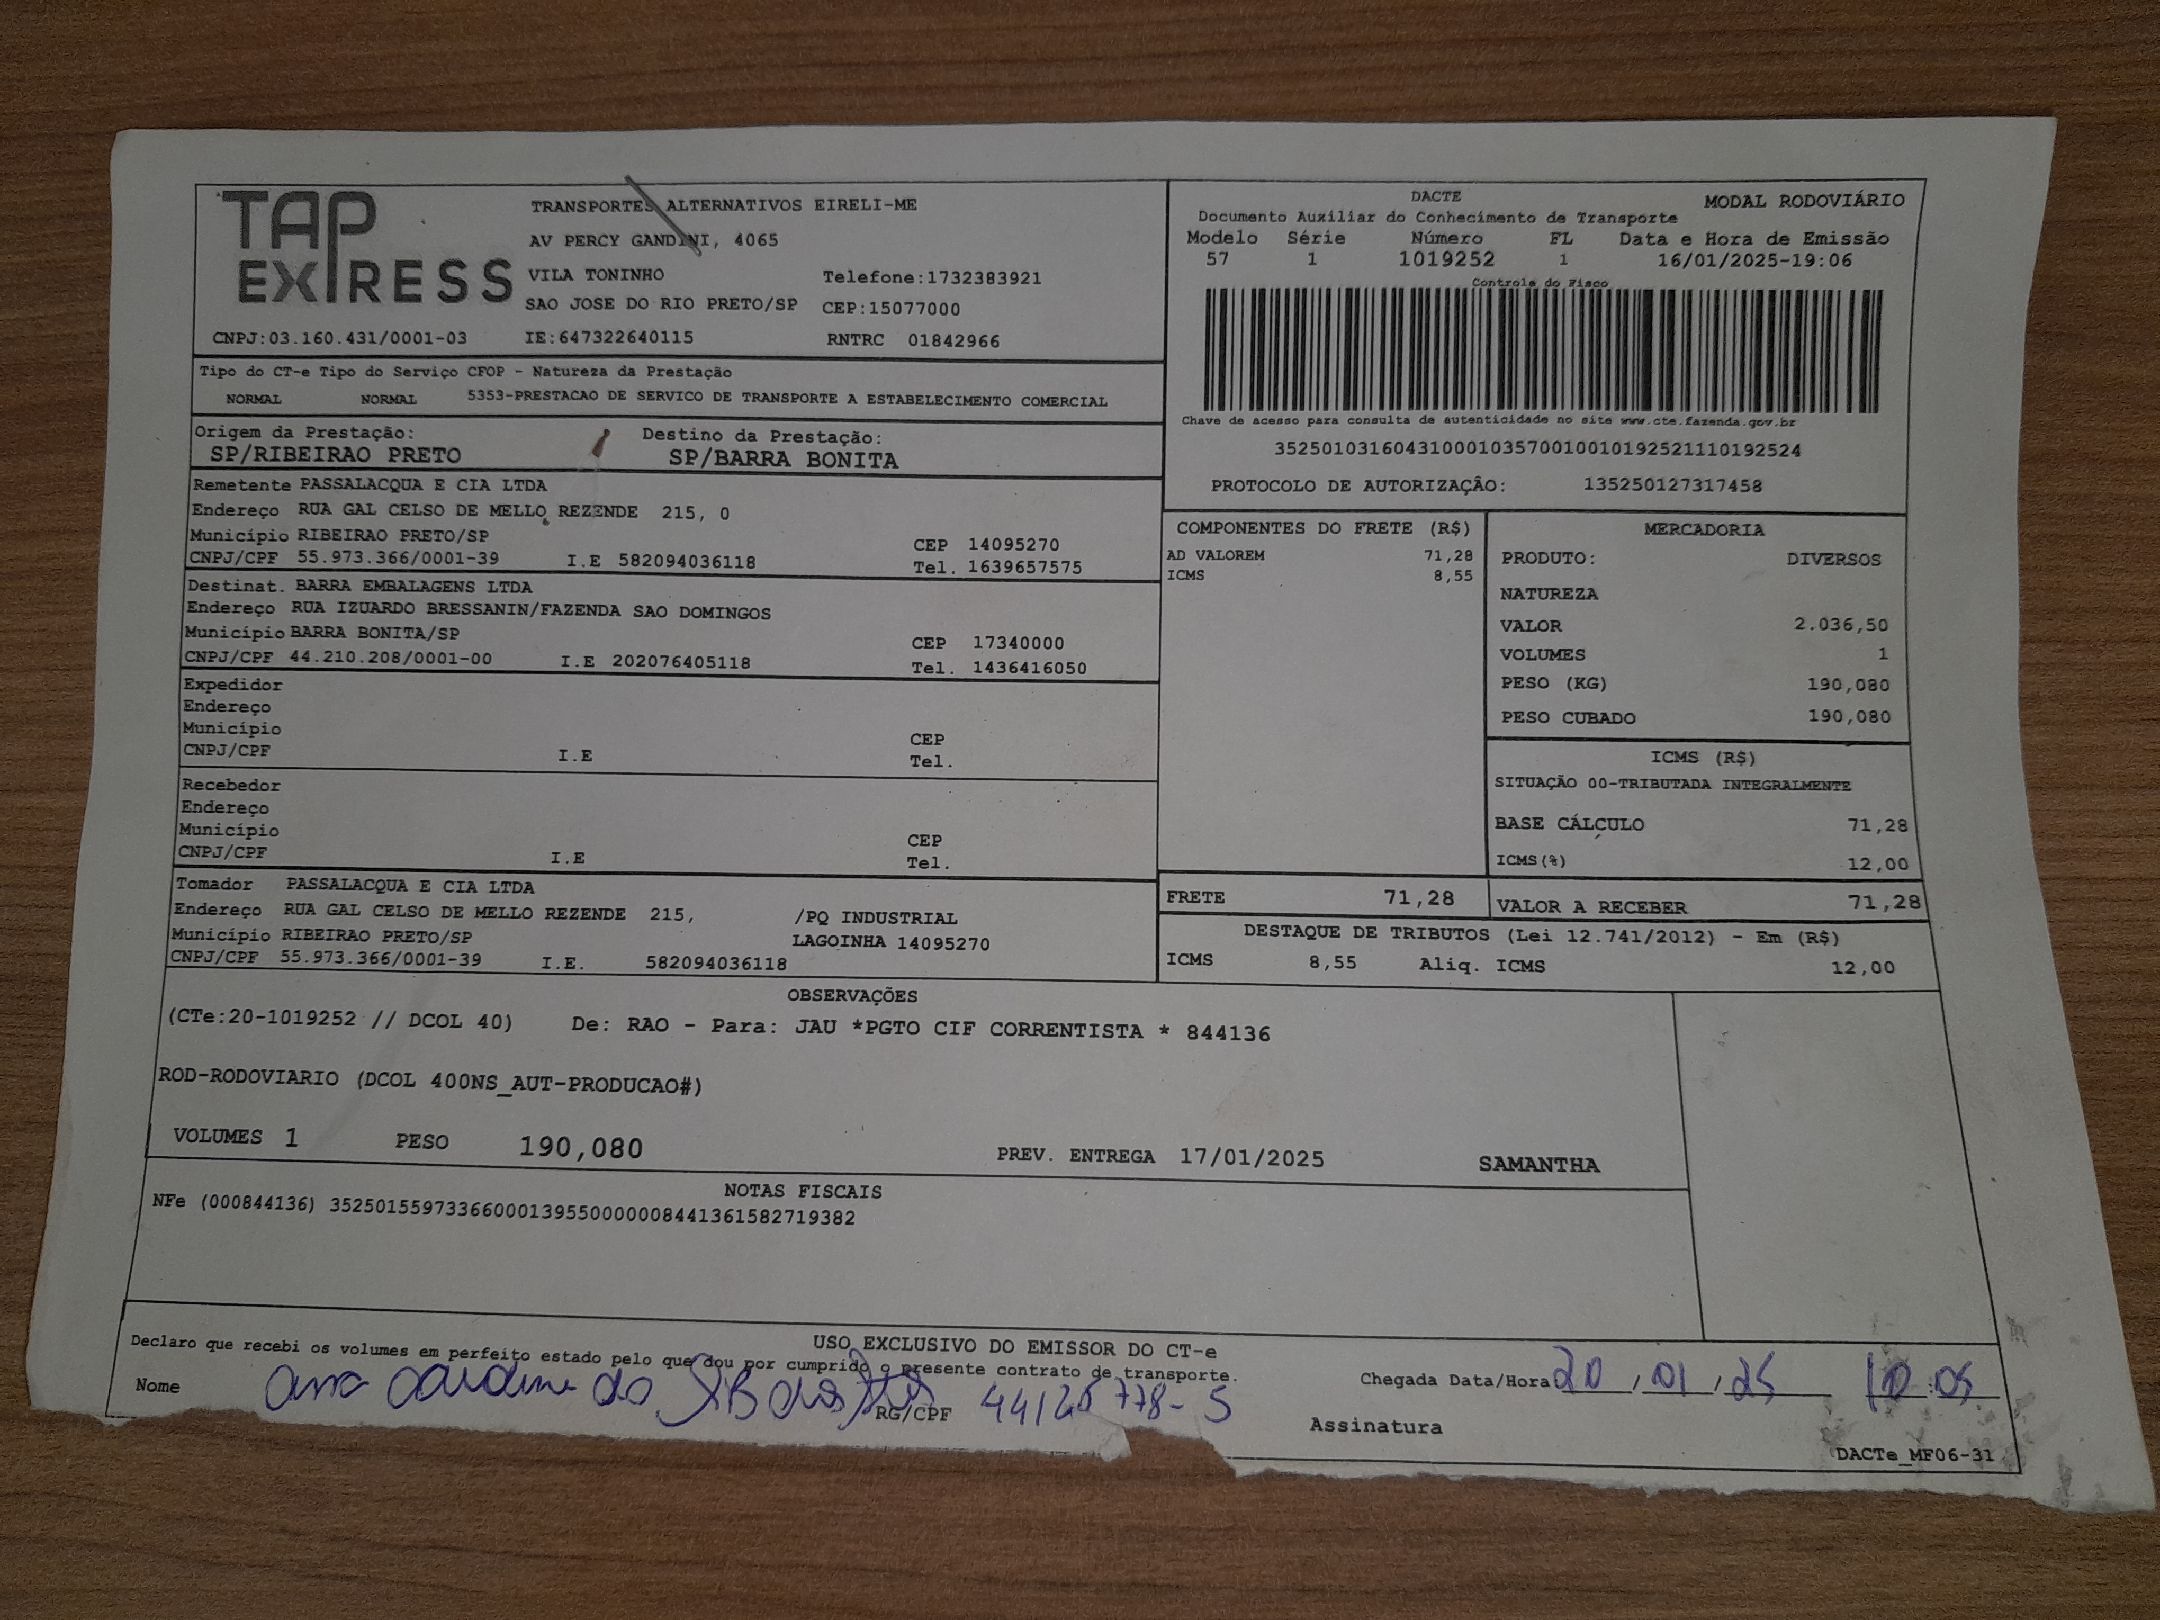 TAP EXPRESS
TRANSPORTES ALTERNATIVOS EIRELI-ME
AV PERCY GANDINI, 4065
VILA TONINHO Telefone:1732383921
SAO JOSE DO RIO PRETO/SP CEP:15077000
CNPJ:03.160.431/0001-03 IE:647322640115 RNTRC 01842966
DACTE MODAL RODOVIÁRIO
Documento Auxiliar do Conhecimento de Transporte
Modelo Série Número FL Data e Hora de Emissão
57 1 1019252 1 16/01/2025-19:06
Controle do Fisco
Chave de acesso para consulta de autenticidade no site www.cte.fazenda.gov.br
35250103160431000103570010010192521110192524
PROTOCOLO DE AUTORIZAÇÃO: 135250127317458
Tipo do CT-e Tipo do Serviço CFOP - Natureza da Prestação
NORMAL NORMAL 5353-PRESTACAO DE SERVICO DE TRANSPORTE A ESTABELECIMENTO COMERCIAL
Origem da Prestação: Destino da Prestação:
SP/RIBEIRAO PRETO SP/BARRA BONITA
Remetente PASSALACQUA E CIA LTDA
Endereço RUA GAL CELSO DE MELLO REZENDE 215, 0
Município RIBEIRAO PRETO/SP CEP 14095270
CNPJ/CPF 55.973.366/0001-39 I.E 582094036118 Tel. 1639657575
Destinat. BARRA EMBALAGENS LTDA
Endereço RUA IZUARDO BRESSANIN/FAZENDA SAO DOMINGOS
Município BARRA BONITA/SP CEP 17340000
CNPJ/CPF 44.210.208/0001-00 I.E 202076405118 Tel. 1436416050
Expedidor
Endereço
Município CEP
CNPJ/CPF I.E Tel.
Recebedor
Endereço
Município CEP
CNPJ/CPF I.E Tel.
Tomador PASSALACQUA E CIA LTDA
Endereço RUA GAL CELSO DE MELLO REZENDE 215, /PQ INDUSTRIAL
Município RIBEIRAO PRETO/SP LAGOINHA 14095270
CNPJ/CPF 55.973.366/0001-39 I.E. 582094036118
COMPONENTES DO FRETE (R$)
AD VALOREM 71,28
ICMS 8,55
MERCADORIA
PRODUTO: DIVERSOS
NATUREZA
VALOR 2.036,50
VOLUMES 1
PESO (KG) 190,080
PESO CUBADO 190,080
ICMS (R$)
SITUAÇÃO 00-TRIBUTADA INTEGRALMENTE
BASE CÁLCULO 71,28
ICMS(%) 12,00
FRETE 71,28 VALOR A RECEBER 71,28
DESTAQUE DE TRIBUTOS (Lei 12.741/2012) - Em (R$)
ICMS 8,55 Aliq. ICMS 12,00
OBSERVAÇÕES
(CTe:20-1019252 // DCOL 40) De: RAO - Para: JAU *PGTO CIF CORRENTISTA * 844136
ROD-RODOVIARIO (DCOL 400NS_AUT-PRODUCAO#)
VOLUMES 1 PESO 190,080 PREV. ENTREGA 17/01/2025 SAMANTHA
NOTAS FISCAIS
NFe (000844136) 35250155973366000139550000008441361582719382
USO EXCLUSIVO DO EMISSOR DO CT-e
Declaro que recebi os volumes em perfeito estado pelo que dou por cumprido o presente contrato de transporte.
Nome RG/CPF
Chegada Data/Hora 20 , 01 , 25 10:05
Assinatura
DACTe_MF06-31